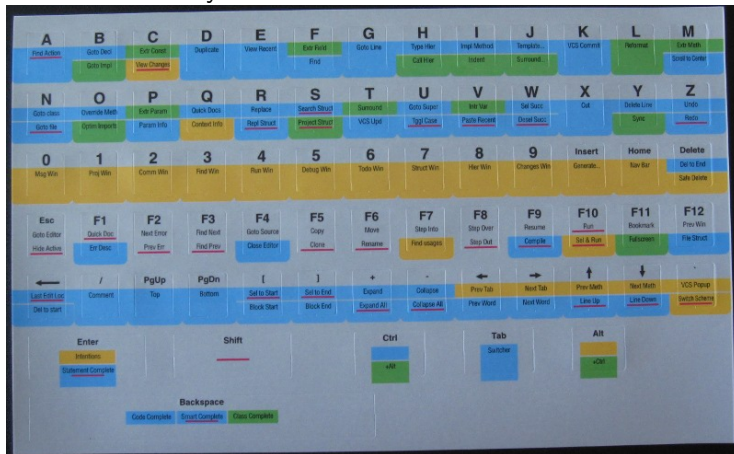 A B C D E F G H I J K L M
Find Action Goto Decl Extr Const Duplicate View Recent Extr Field Goto Line Type Hier Impl Method Template... VCS Commit Reformat Extr Meth
Goto Impl View Changes Find Call Hier Indent Surround... Scroll to Center
N O P Q R S T U V W X Y Z
Goto class Override Meth Extr Param Quick Docs Replace Search Struct Surround Goto Super Intr Var Sel Succ Cut Delete Line Undo
Goto file Optim Imports Param Info Context Info Repl Struct Project Struct VCS Upd Tggl Case Paste Recent Desel Succ Sync Redo
0 1 2 3 4 5 6 7 8 9 Insert Home Delete
Msg Win Proj Win Comm Win Find Win Run Win Debug Win Todo Win Struct Win Hier Win Changes Win Generate... Nav Bar Del to End
Safe Delete
Esc F1 F2 F3 F4 F5 F6 F7 F8 F9 F10 F11 F12
Goto Editor Quick Doc Next Error Find Next Goto Source Copy Move Step Into Step Over Resume Run Bookmark Prev Win
Hide Active Err Desc Prev Err Find Prev Close Editor Clone Rename Find usages Step Out Compile Sel & Run Fullscreen File Struct
← / PgUp PgDn [ ] + - ← → ↑ ↓ `
Last Edit Loc Comment Top Bottom Sel to Start Sel to End Expand Collapse Prev Tab Next Tab Prev Meth Next Meth VCS Popup
Del to start Block Start Block End Expand All Collapse All Prev Word Next Word Line Up Line Down Switch Scheme
Enter Shift Ctrl Tab Alt
Intentions Switcher
Statement Complete +Alt +Ctrl
Backspace
Code Complete Smart Complete Class Complete